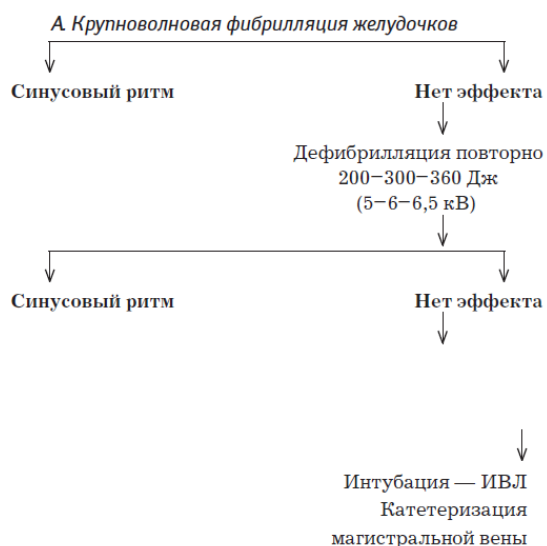 А. Крупноволновая фибрилляция желудочков
Синусовый ритм Нет эффекта
Дефибрилляция повторно
200–300–360 Дж
(5–6–6,5 кВ)
Синусовый ритм Нет эффекта
Интубация — ИВЛ
Катетеризация
магистральной вены